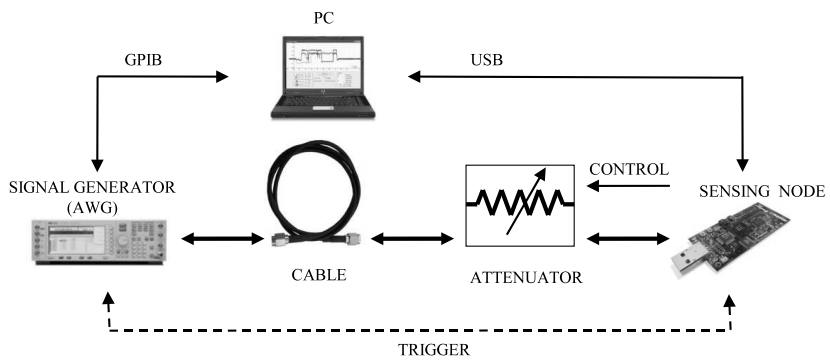 PC
GPIB
USB
SIGNAL GENERATOR
(AWG)
CONTROL
SENSING NODE
CABLE
ATTENUATOR
TRIGGER